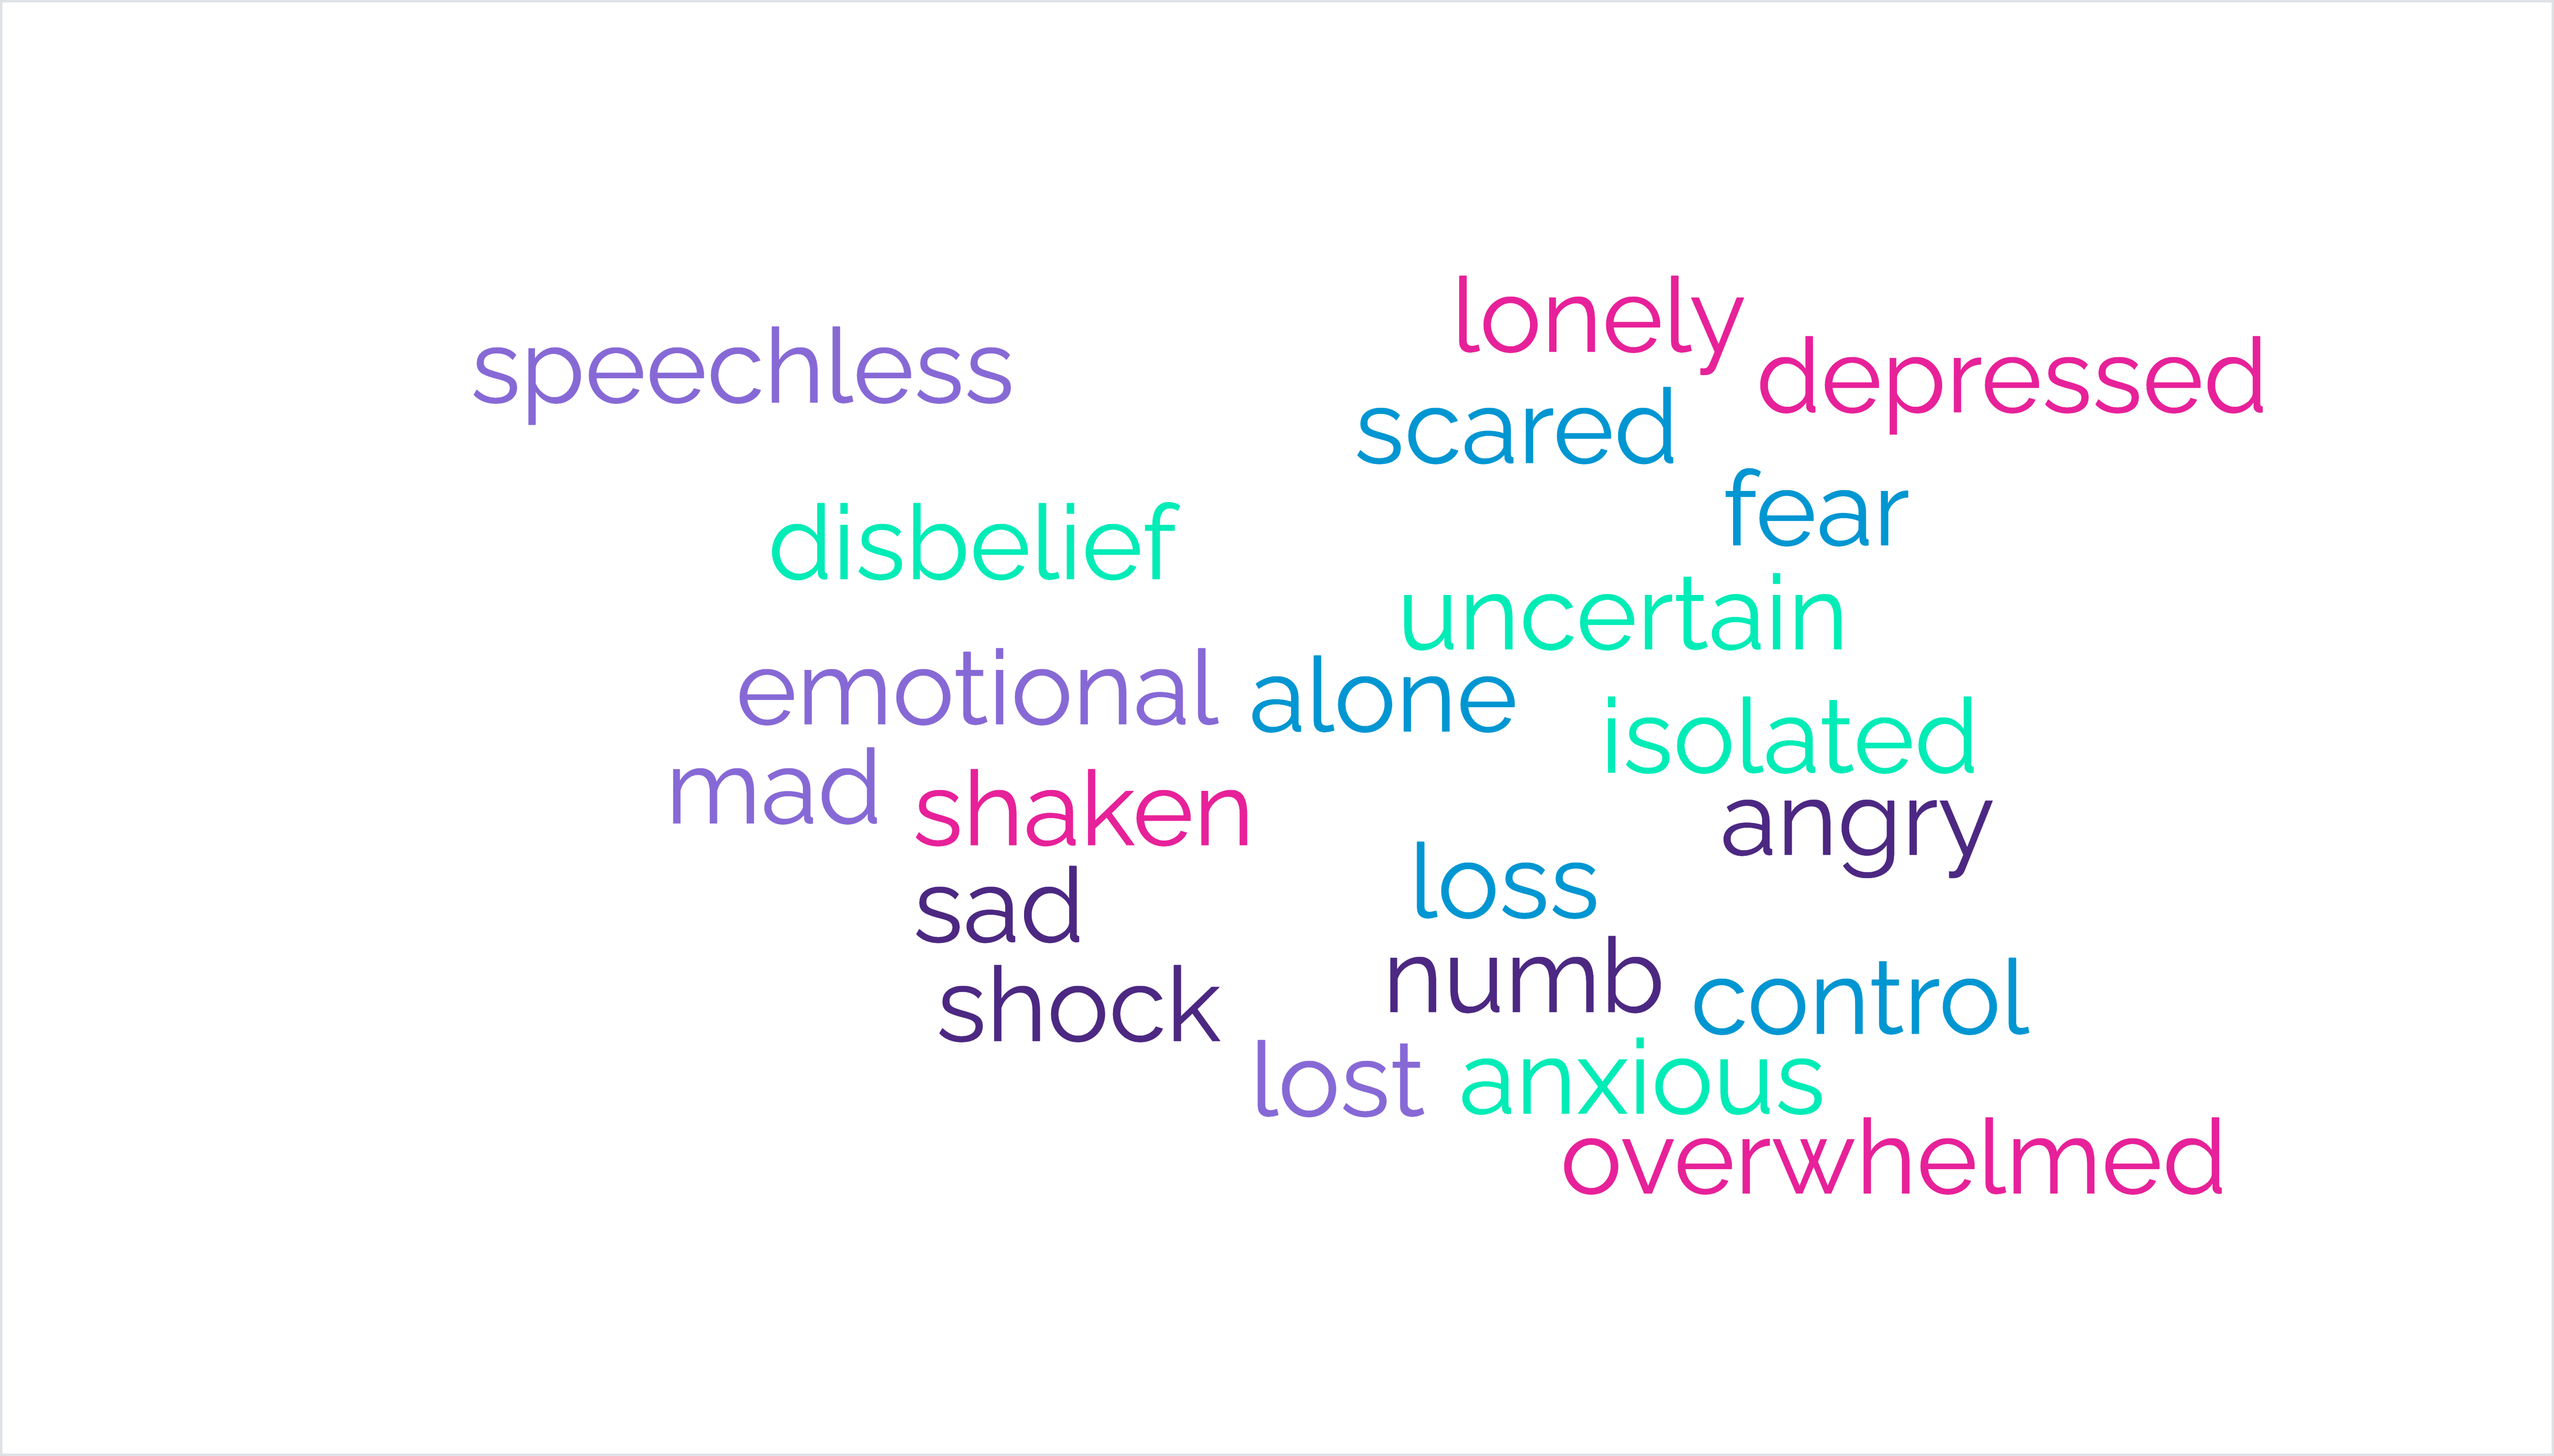 lonely
speechless
depressed
scared
fear
disbelief
uncertain
emotional
alone
isolated
mad
shaken
angry
loss
sad
numb
control
shock
lost
anxious
overwhelmed